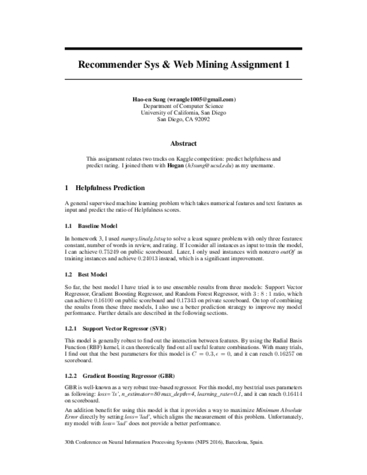 Recommender Sys & Web Mining Assignment 1
Hao-en Sung (wrangle1005@gmail.com)
Department of Computer Science
University of California, San Diego
San Diego, CA 92092
Abstract
This assignment relates two tracks on Kaggle competition: predict helpfulness and
predict rating. I joined them with Hogan (h3sung@ucsd.edu) as my username.
1 Helpfulness Prediction
A general supervised machine learning problem which takes numerical features and text features as
input and predict the ratio of Helpfulness scores.
1.1 Baseline Model
In homework 3, I used numpy.linalg.lstsq to solve a least square problem with only three features:
constant, number of words in review, and rating. If I consider all instances as input to train the model,
I can achieve 0.73249 on public scoreboard. Later, I only used instances with nonzero outOf as
training instances and achieve 0.24013 instead, which is a significant improvement.
1.2 Best Model
So far, the best model I have tried is to use ensemble results from three models: Support Vector
Regressor, Gradient Boosting Regressor, and Random Forest Regressor, with 3 : 8 : 1 ratio, which
can achieve 0.16100 on public scoreboard and 0.17343 on private scoreboard. On top of combining
the results from these three models, I also use a better prediction strategy to improve my model
performance. Further details are described in the following sections.
1.2.1 Support Vector Regressor (SVR)
This model is generally robust to find out the interaction between features. By using the Radial Basis
Function (RBF) kernel, it can theoretically find out all useful feature combinations. With many trials,
I find out that the best parameters for this model is C = 0.3, ε = 0, and it can reach 0.16257 on
scoreboard.
1.2.2 Gradient Boosting Regressor (GBR)
GBR is well-known as a very robust tree-based regressor. For this model, my best trial uses parameters
as following: loss='ls', n_estimator=80 max_depth=4, learning_rate=0.1, and it can reach 0.16414
on scoreboard.
An addition benefit for using this model is that it provides a way to maximize Minimum Absolute
Error directly by setting loss='lad', which aligns the measurement of this problem. Unfortunately,
my model with loss='lad' does not provide a better performance.
30th Conference on Neural Information Processing Systems (NIPS 2016), Barcelona, Spain.